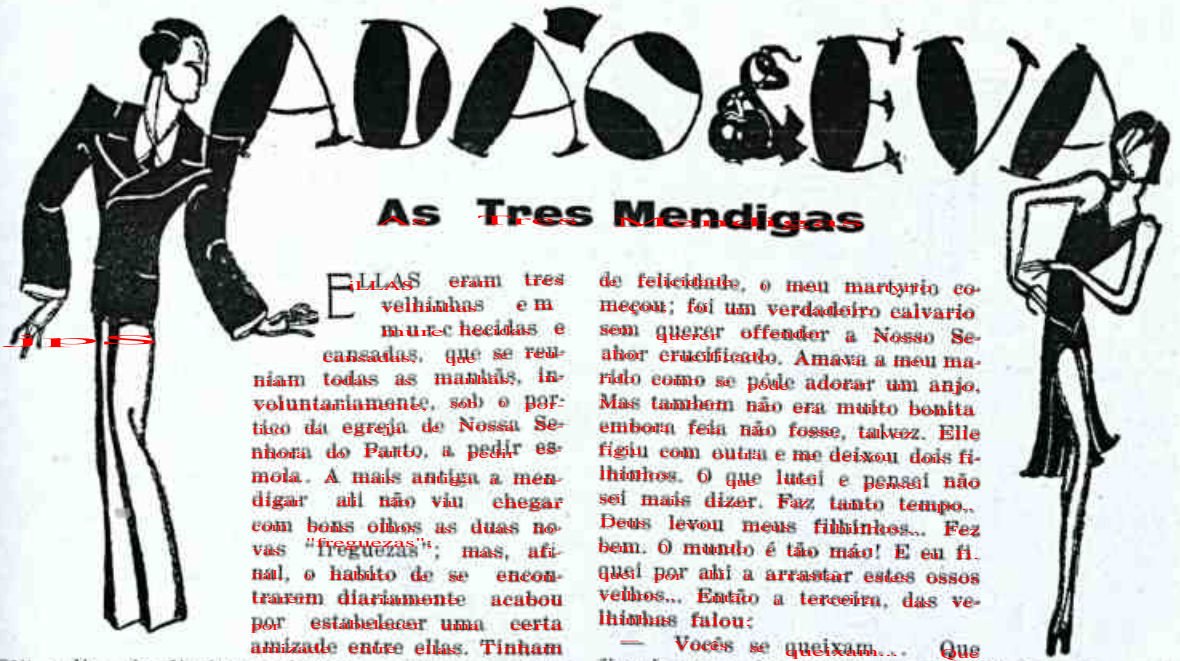 ADÃO & EVA
As Tres Mendigas
ELLAS eram tres
velhinhas em
murchecidas e
cansadas, que se reu-
niam todas as manhãs, in-
voluntariamente, sob o por-
tico da egreja de Nossa Se-
nhora do Parto, a pedir es-
mola. A mais antiga a men-
digar ali não viu chegar
com bons olhos as duas no-
vas "freguezas"; mas, afi-
nal, o habito de se encon-
trarem diariamente acabou
por estabelecer uma certa
amizade entre ellas. Tinham
de felicidade, o meu martyrio co-
meçou; foi um verdadeiro calvario
sem querer offender a Nosso Se-
nhor crucificado. Amava a meu ma-
rido como se póde adorar um anjo.
Mas tambem não era muito bonita
embora feia não fosse, talvez. Elle
figiu com outra e me deixou dois fi-
lhinhos. O que lutei e pensei não
sei mais dizer. Faz tanto tempo..
Deus levou meus filhinhos... Fez
bem. O mundo é tão máo! E eu fi-
quei por ahi a arrastar estes ossos
velhos... Então a terceira, das ve-
lhinhas falou:
— Vocês se queixam... Que